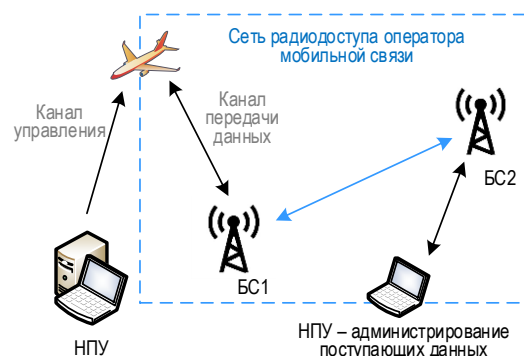 Сеть радиодоступа оператора
мобильной связи
Канал
управления
Канал
передачи
данных
БС2
БС1
НПУ
НПУ – администрирование
поступающих данных